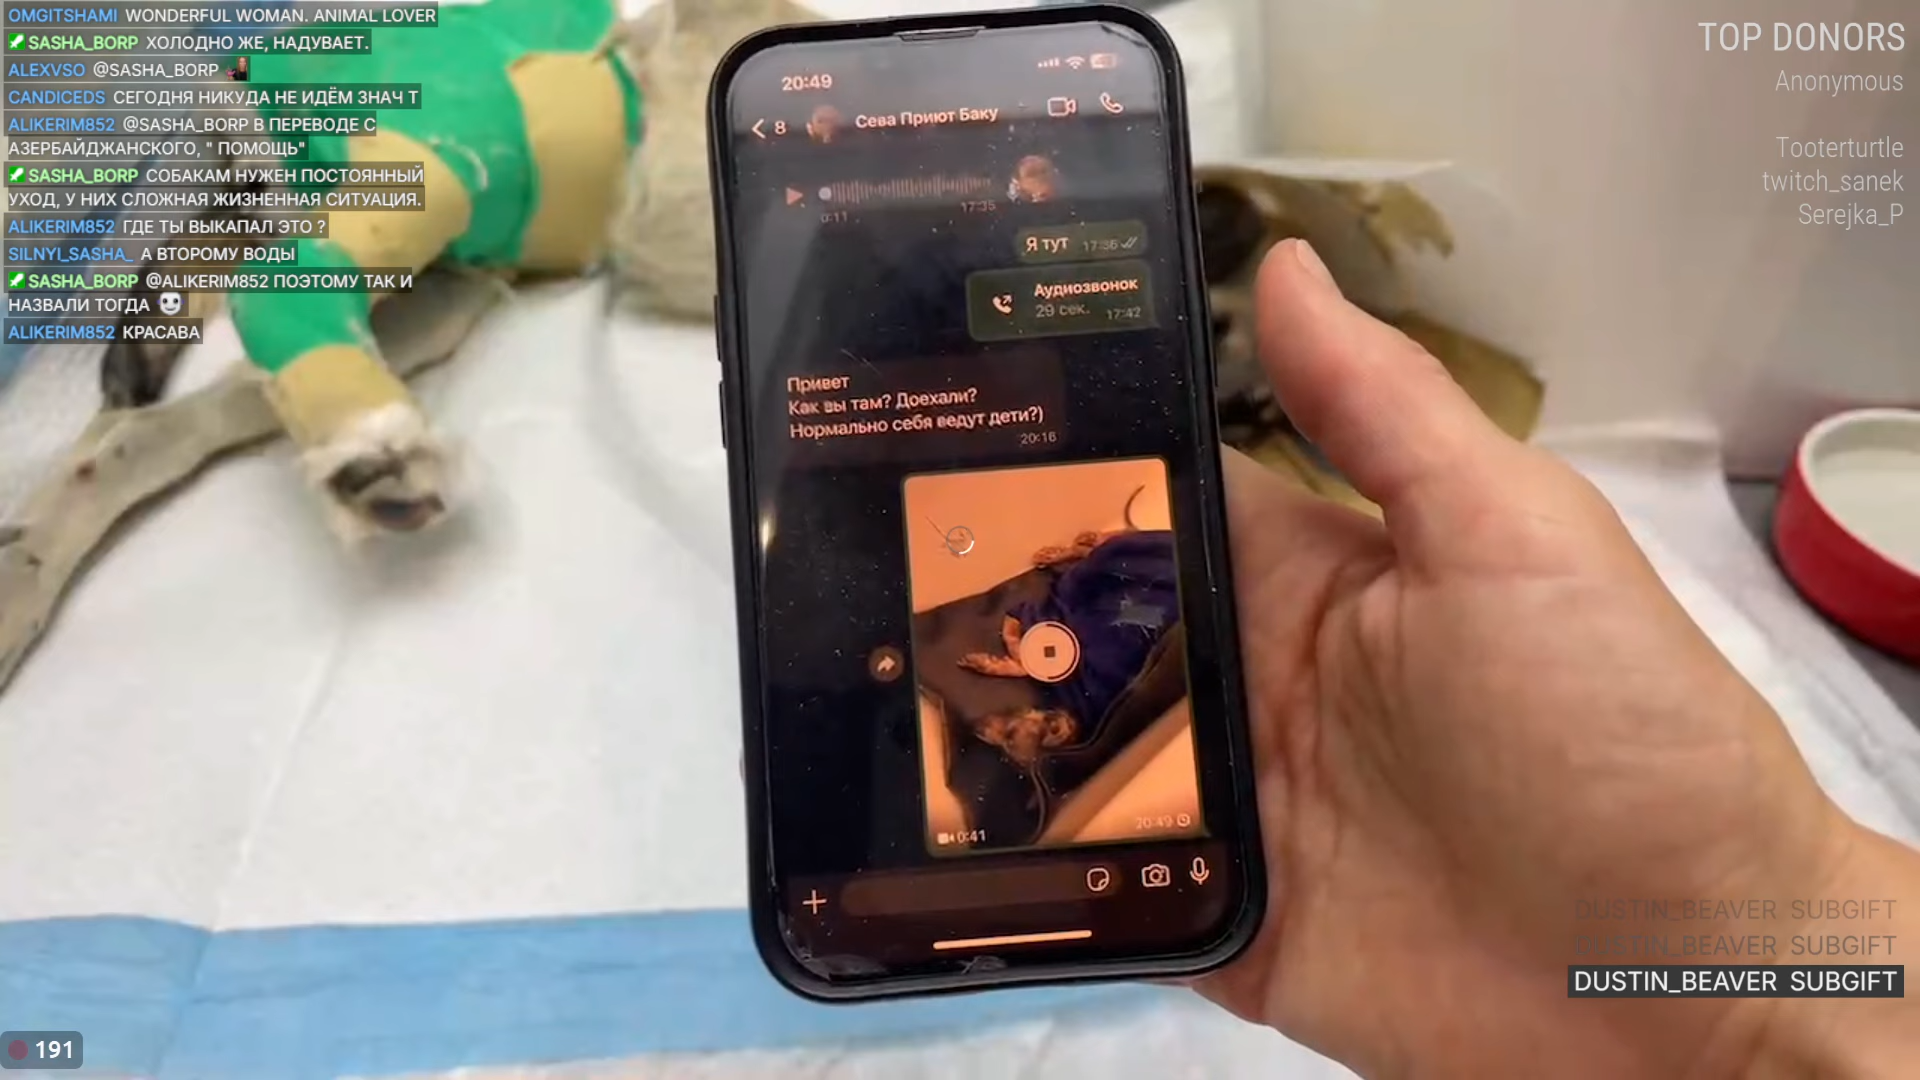 OMGITSHAMI WONDERFUL WOMAN. ANIMAL LOVER
SASHA_BORP ХОЛОДНО ЖЕ, НАДУВАЕТ.
ALEXVSO @SASHA_BORP
CANDICEDS СЕГОДНЯ НИКУДА НЕ ИДЁМ ЗНАЧ Т
ALIKERIM852 @SASHA_BORP В ПЕРЕВОДЕ С
АЗЕРБАЙДЖАНСКОГО, " ПОМОЩЬ"
SASHA_BORP СОБАКАМ НУЖЕН ПОСТОЯННЫЙ
УХОД, У НИХ СЛОЖНАЯ ЖИЗНЕННАЯ СИТУАЦИЯ.
ALIKERIM852 ГДЕ ТЫ ВЫКАПАЛ ЭТО ?
SILNYI_SASHA_ А ВТОРОМУ ВОДЫ
SASHA_BORP @ALIKERIM852 ПОЭТОМУ ТАК И
НАЗВАЛИ ТОГДА
ALIKERIM852 КРАСАВА
20:49
8 Сева Приют Баку
0:11 17:35
Я тут 17:36
Аудиозвонок
29 сек. 17:42
Привет
Как вы там? Доехали?
Нормально себя ведут дети?)
20:16
0:41 20:49
TOP DONORS
Anonymous
Tooterturtle
twitch_sanek
Serejka_P
DUSTIN_BEAVER SUBGIFT
DUSTIN_BEAVER SUBGIFT
DUSTIN_BEAVER SUBGIFT
191